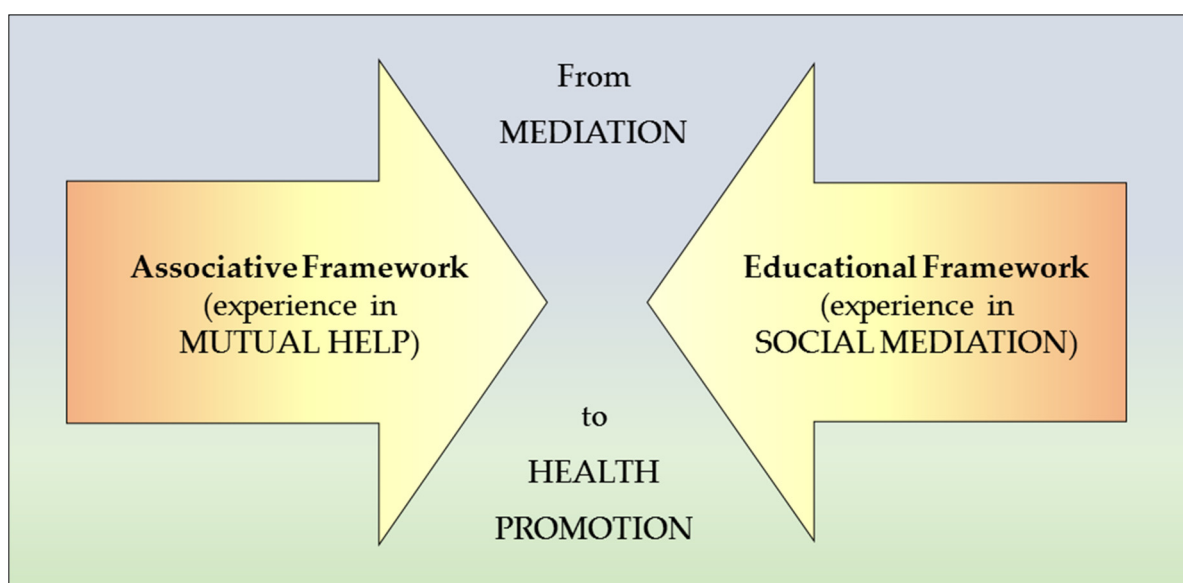 From
MEDIATION
Associative Framework
(experience in
MUTUAL HELP)
Educational Framework
(experience in
SOCIAL MEDIATION)
to
HEALTH
PROMOTION